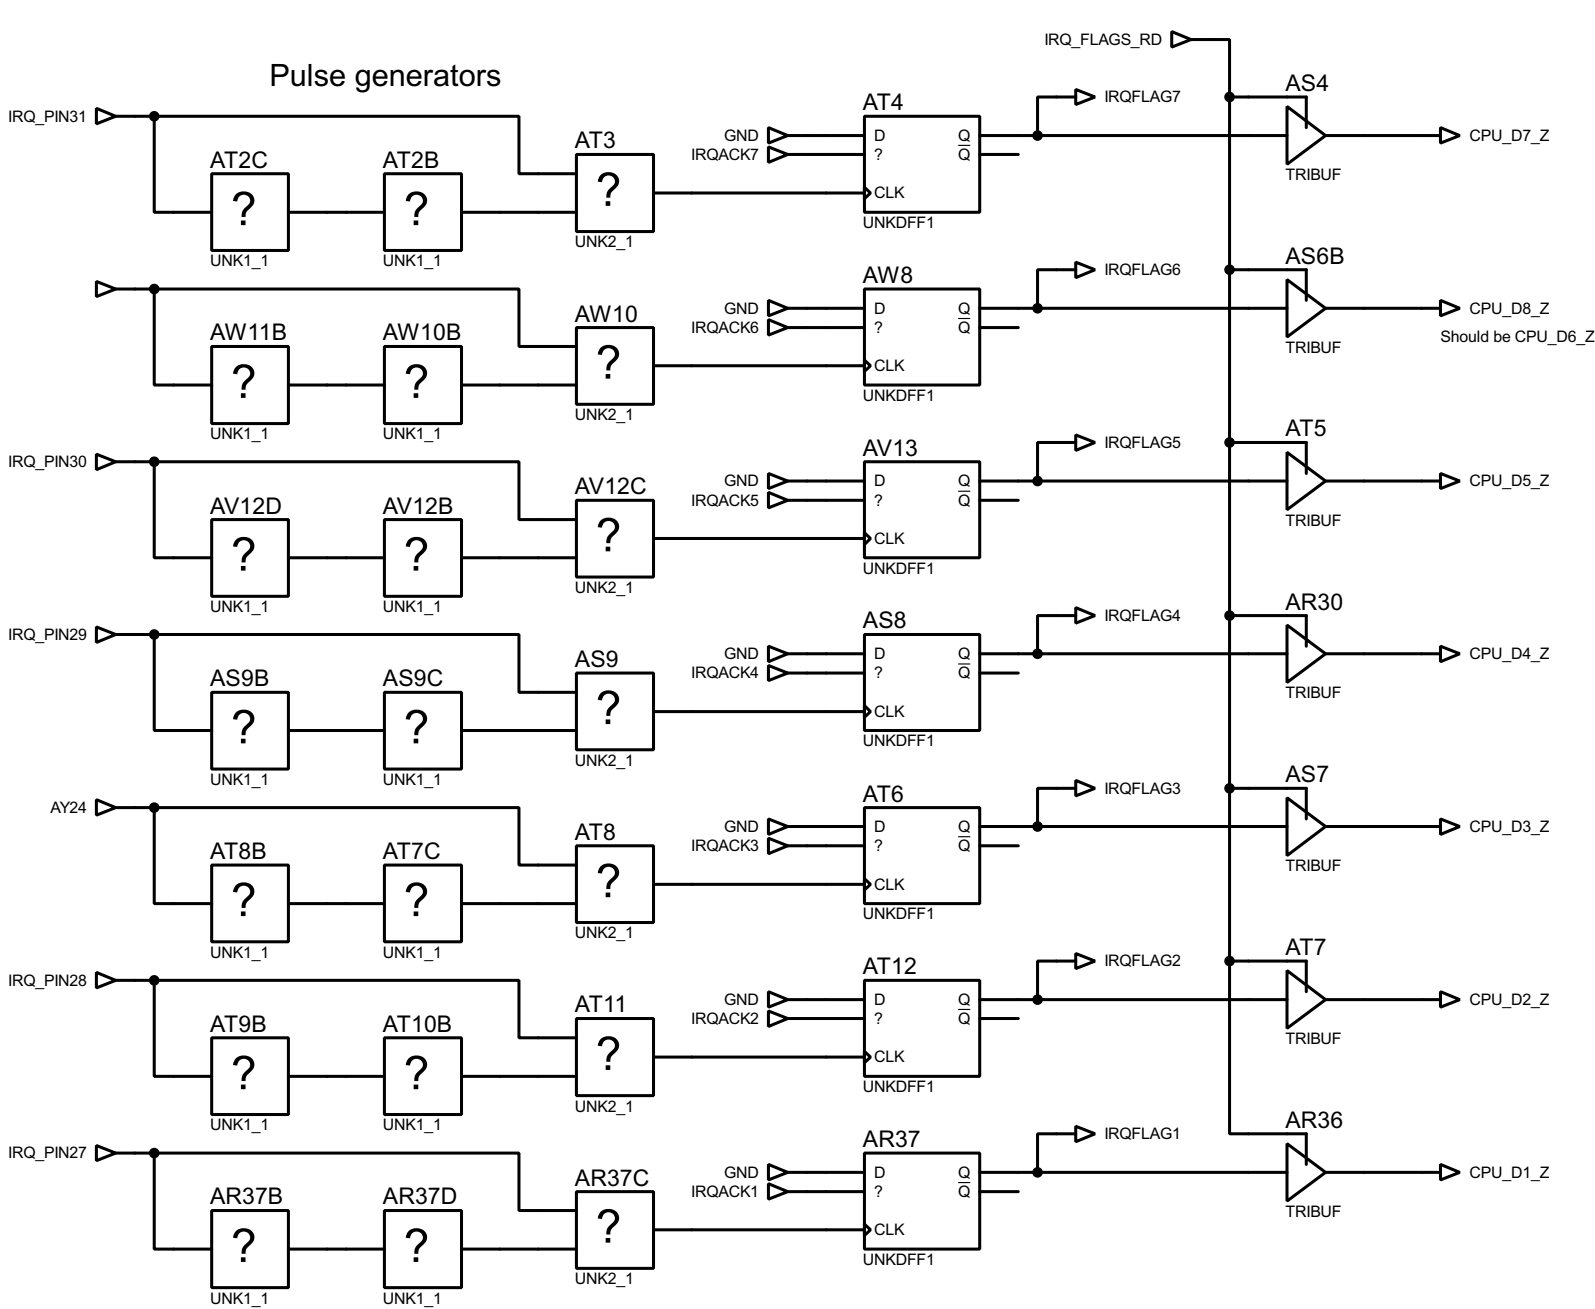 IRQ_FLAGS_RD
Pulse generators
AS4
IRQ_PIN31
AT4
IRQFLAG7
AT3
GND
D
Q
CPU_D7_Z
AT2C
AT2B
IRQACK7
?
Q
?
?
?
CLK
TRIBUF
UNK1_1
UNK1_1
UNK2_1
UNKDFF1
AS6B
AW8
IRQFLAG6
AW10
GND
D
Q
CPU_D8_Z
AW11B
AW10B
IRQACK6
?
Q
Should be CPU_D6_Z
?
?
?
CLK
TRIBUF
UNK1_1
UNK1_1
UNK2_1
UNKDFF1
AT5
IRQ_PIN30
AV13
IRQFLAG5
AV12C
GND
D
Q
CPU_D5_Z
AV12D
AV12B
IRQACK5
?
Q
?
?
?
CLK
TRIBUF
UNK1_1
UNK1_1
UNK2_1
UNKDFF1
AR30
IRQ_PIN29
AS8
IRQFLAG4
AS9
GND
D
Q
CPU_D4_Z
AS9B
AS9C
IRQACK4
?
Q
?
?
?
CLK
TRIBUF
UNK1_1
UNK1_1
UNK2_1
UNKDFF1
AS7
AY24
AT6
IRQFLAG3
AT8
GND
D
Q
CPU_D3_Z
AT8B
AT7C
IRQACK3
?
Q
?
?
?
CLK
TRIBUF
UNK1_1
UNK1_1
UNK2_1
UNKDFF1
AT7
IRQ_PIN28
AT12
IRQFLAG2
AT11
GND
D
Q
CPU_D2_Z
AT9B
AT10B
IRQACK2
?
Q
?
?
?
CLK
TRIBUF
UNK1_1
UNK1_1
UNK2_1
UNKDFF1
AR36
IRQ_PIN27
AR37
IRQFLAG1
AR37C
GND
D
Q
CPU_D1_Z
AR37B
AR37D
IRQACK1
?
Q
?
?
?
CLK
TRIBUF
UNK1_1
UNK1_1
UNK2_1
UNKDFF1